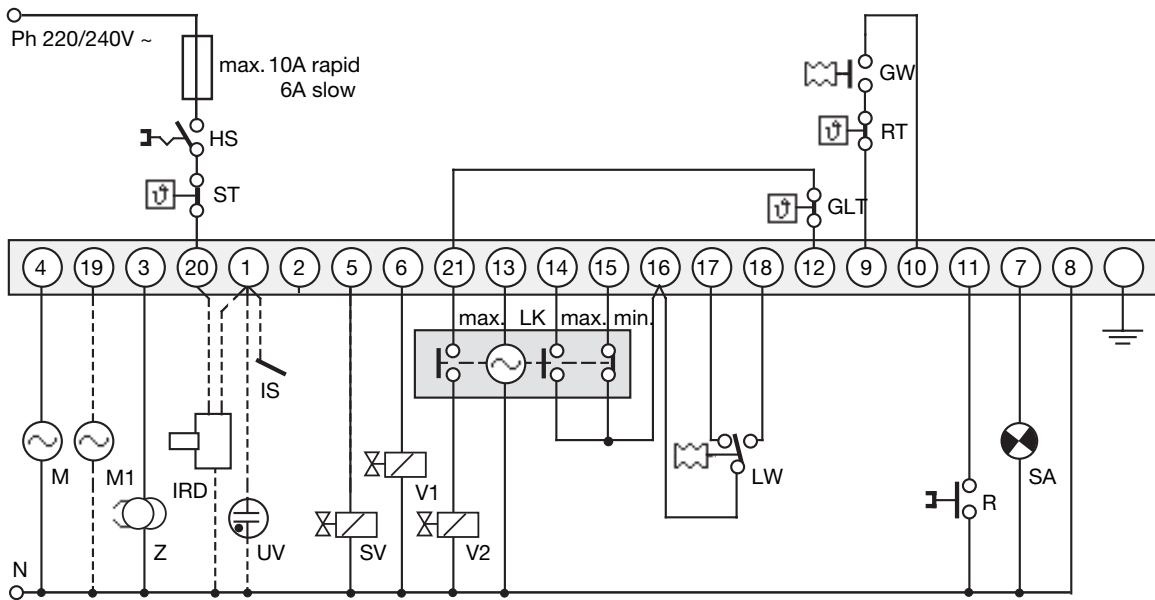 Ph 220/240V ~
max. 10A rapid
6A slow
HS
ST
GW
RT
GLT
4 19 3 20 1 2 5 6 21 13 14 15 16 17 18 12 9 10 11 7 8
max. LK max. min.
IS
M M1 IRD
Z UV SV V1 V2
LW
R
SA
N